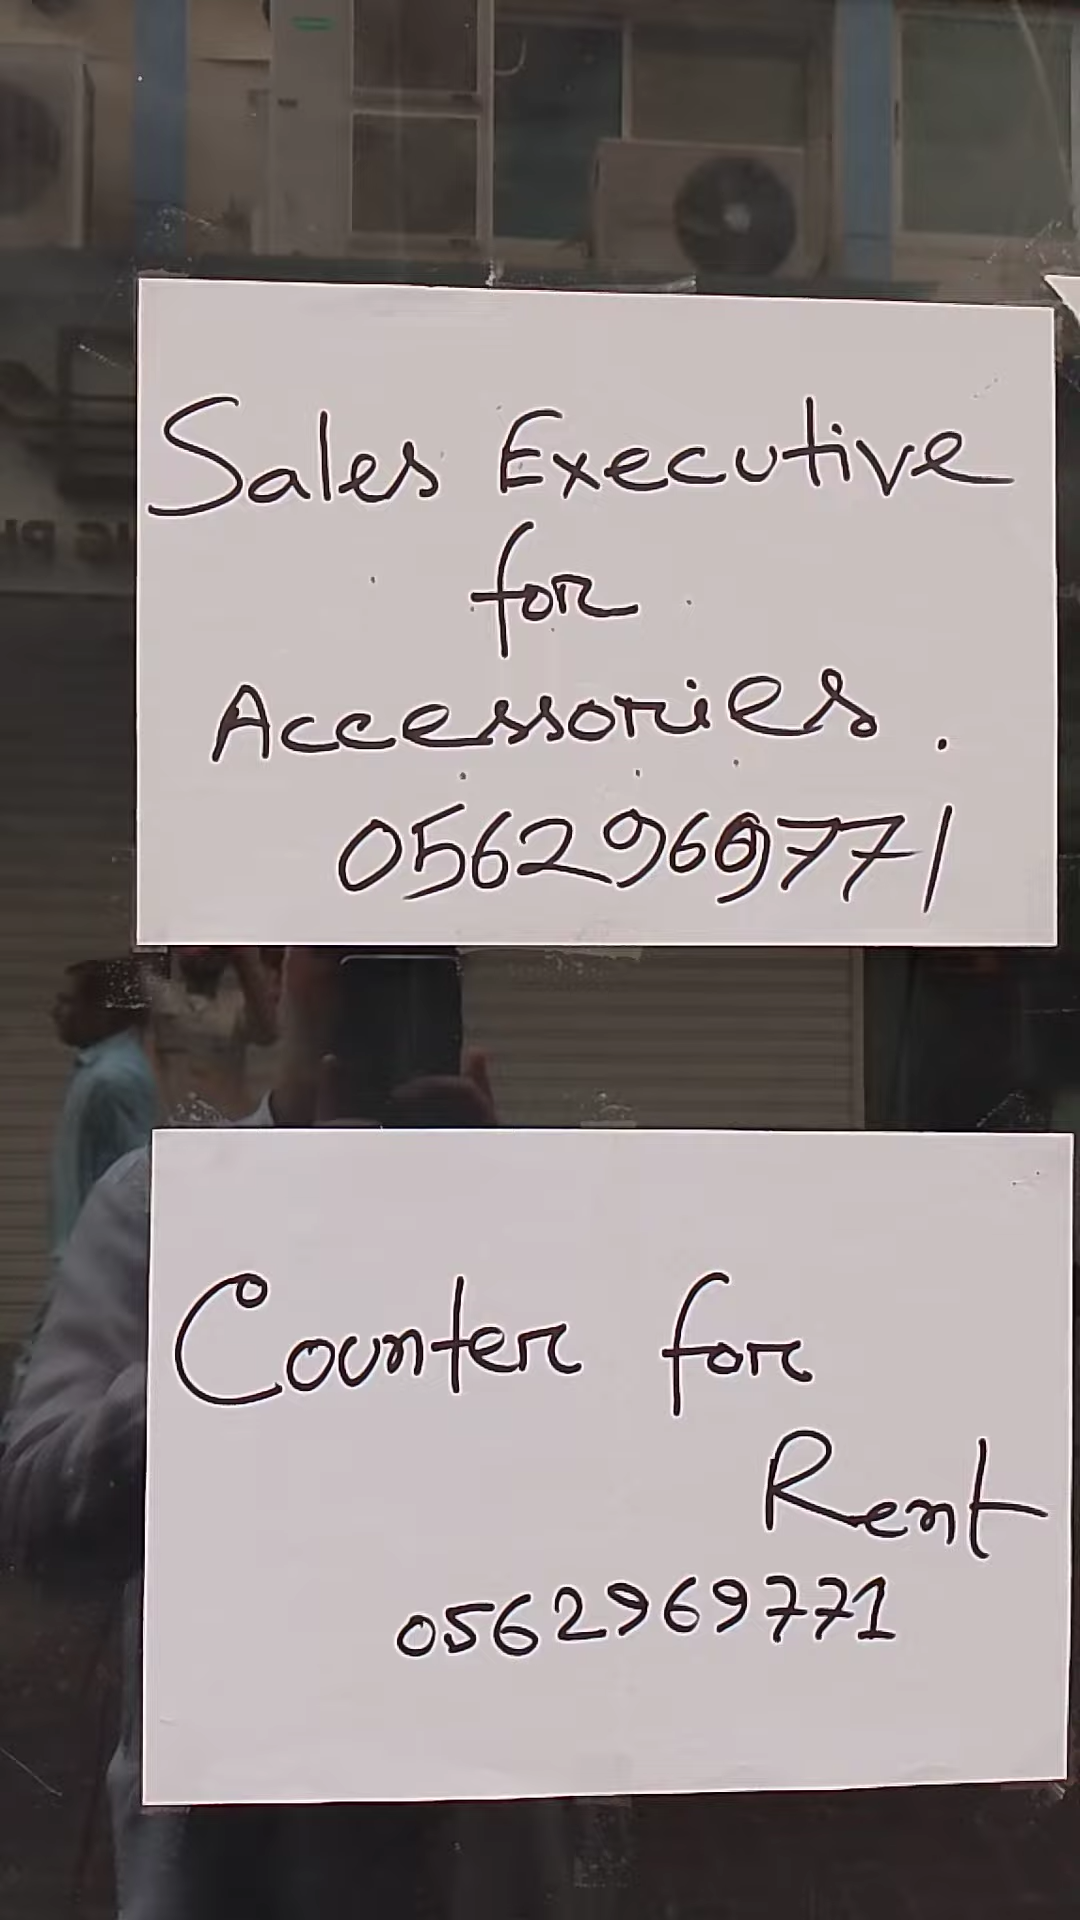 Sales Executive
for
Accessories.
0562969771
Counter for
Rent
0562969771